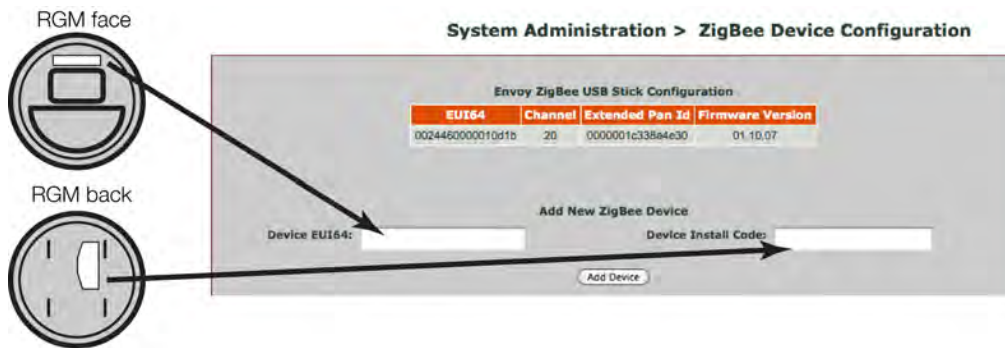 RGM face
System Administration > ZigBee Device Configuration
Envoy ZigBee USB Stick Configuration
EUI64 Channel Extended Pan Id Firmware Version
0024460000010d1b 20 0000001c338a4e30 01.10.07
RGM back
Add New ZigBee Device
Device EUI64: Device Install Code:
Add Device